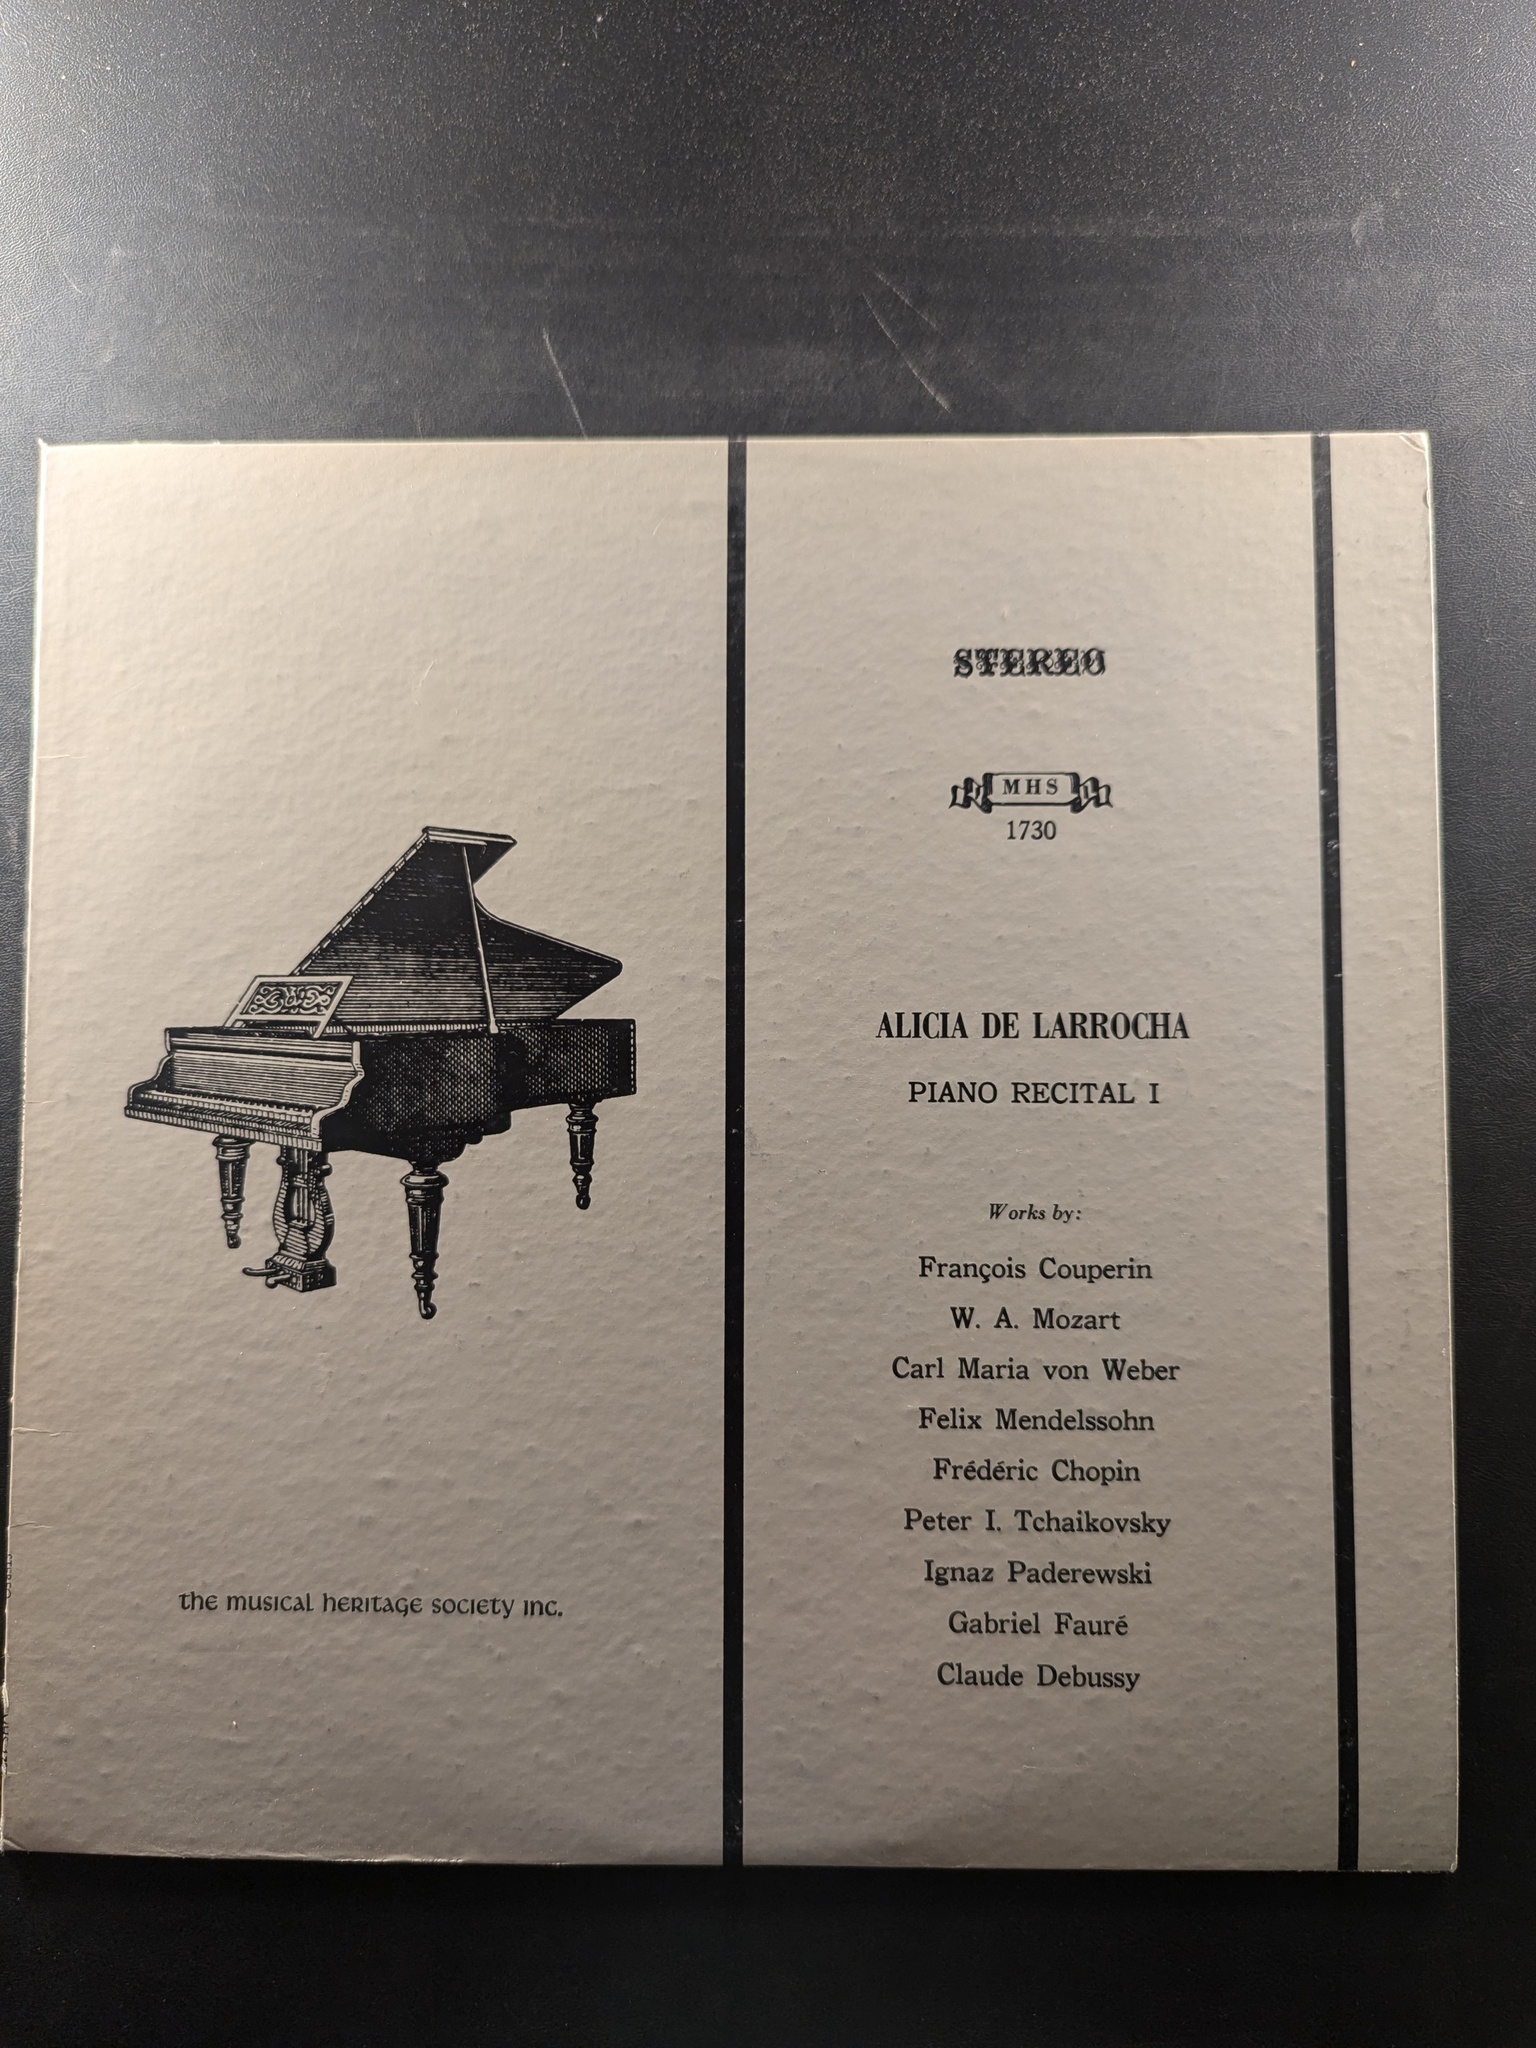 STEREO
MHS
1730
ALICIA DE LARROCHA
PIANO RECITAL I
Works by:
François Couperin
W. A. Mozart
Carl Maria von Weber
Felix Mendelssohn
Frédéric Chopin
Peter I. Tchaikovsky
Ignaz Paderewski
Gabriel Fauré
Claude Debussy
the musical heritage society inc.
STEREO